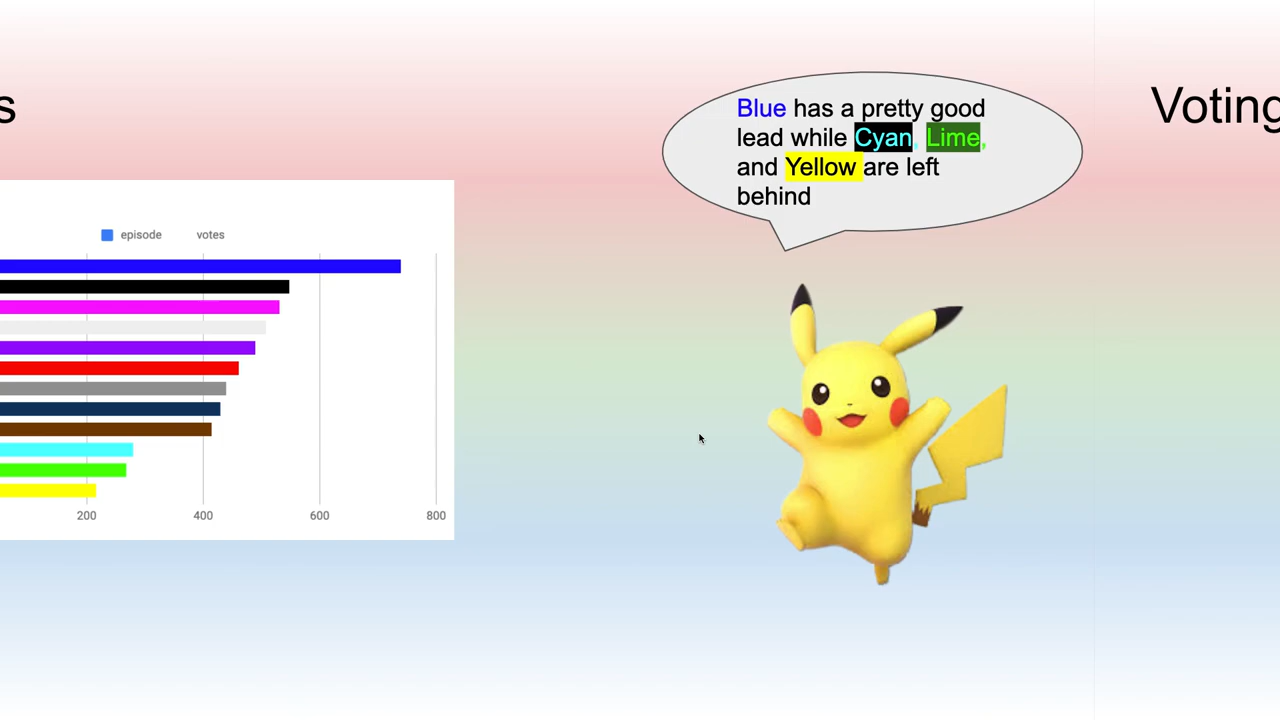 s
Blue has a pretty good
lead while Cyan, Lime,
and Yellow are left
behind
Voting
episode votes
200 400 600 800